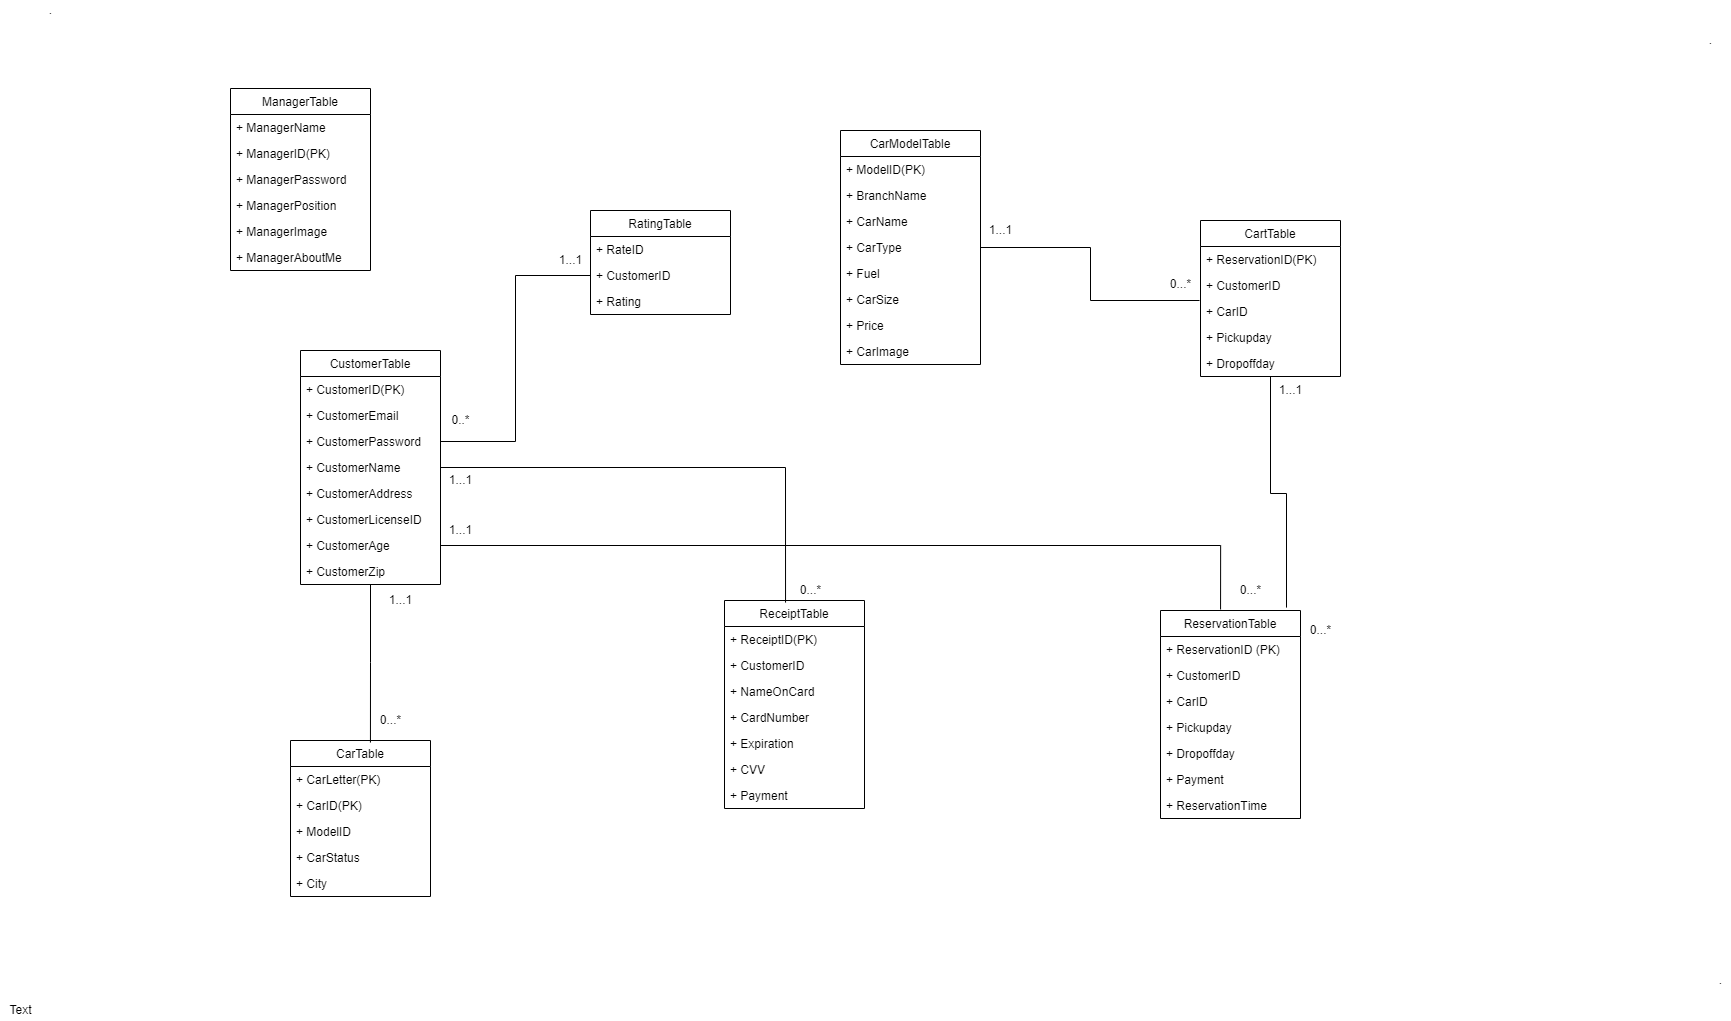 ManagerTable
+ ManagerName
+ ManagerID(PK)
+ ManagerPassword
+ ManagerPosition
+ ManagerImage
+ ManagerAboutMe
RatingTable
+ RateID
+ CustomerID
+ Rating
1...1
CarModelTable
+ ModelID(PK)
+ BranchName
+ CarName
+ CarType
+ Fuel
+ CarSize
+ Price
+ CarImage
1...1
CartTable
+ ReservationID(PK)
+ CustomerID
+ CarID
+ Pickupday
+ Dropoffday
0...*
1...1
CustomerTable
+ CustomerID(PK)
+ CustomerEmail
+ CustomerPassword
+ CustomerName
+ CustomerAddress
+ CustomerLicenseID
+ CustomerAge
+ CustomerZip
0..*
1...1
1...1
1...1
0...*
CarTable
+ CarLetter(PK)
+ CarID(PK)
+ ModelID
+ CarStatus
+ City
0...*
ReceiptTable
+ ReceiptID(PK)
+ CustomerID
+ NameOnCard
+ CardNumber
+ Expiration
+ CVV
+ Payment
0...*
0...*
ReservationTable
+ ReservationID (PK)
+ CustomerID
+ CarID
+ Pickupday
+ Dropoffday
+ Payment
+ ReservationTime
Text